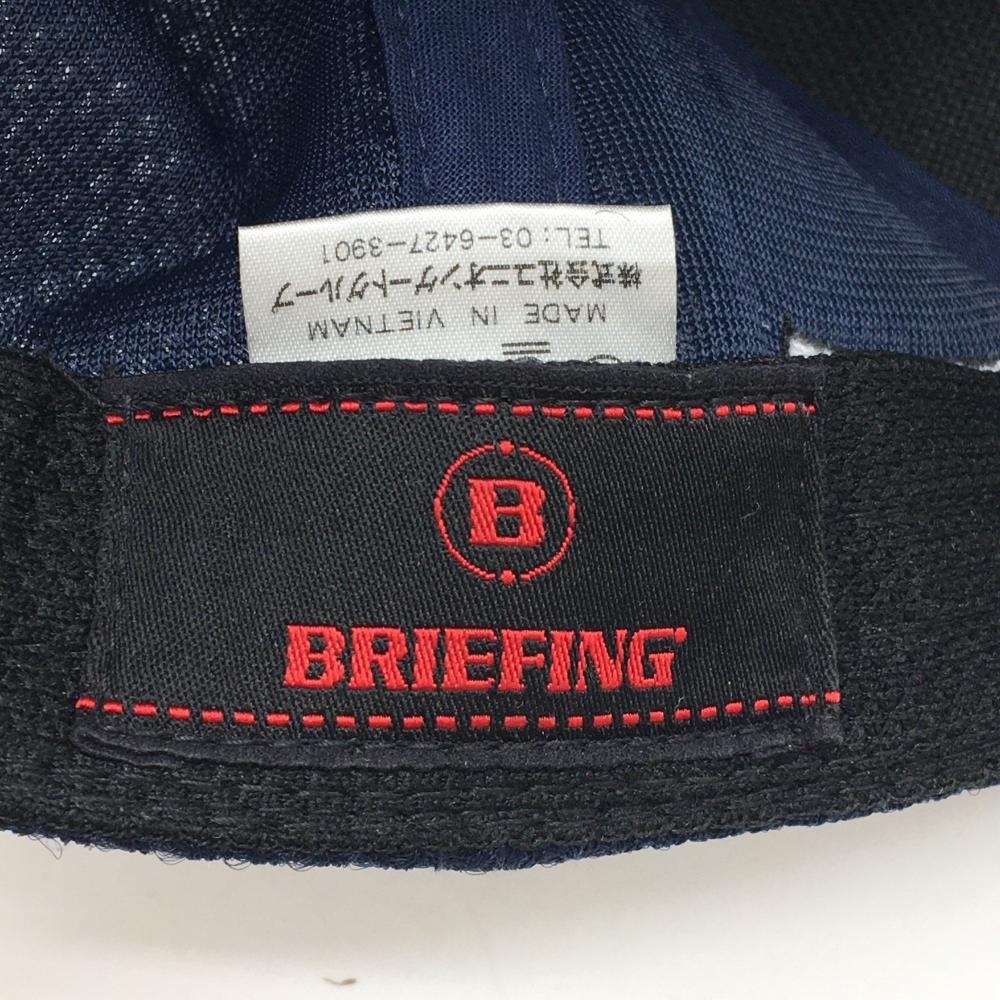 MADE IN VIETNAM
株式会社ユニオンゲートグループ
TEL: 03-6427-3901
B
BRIEFING